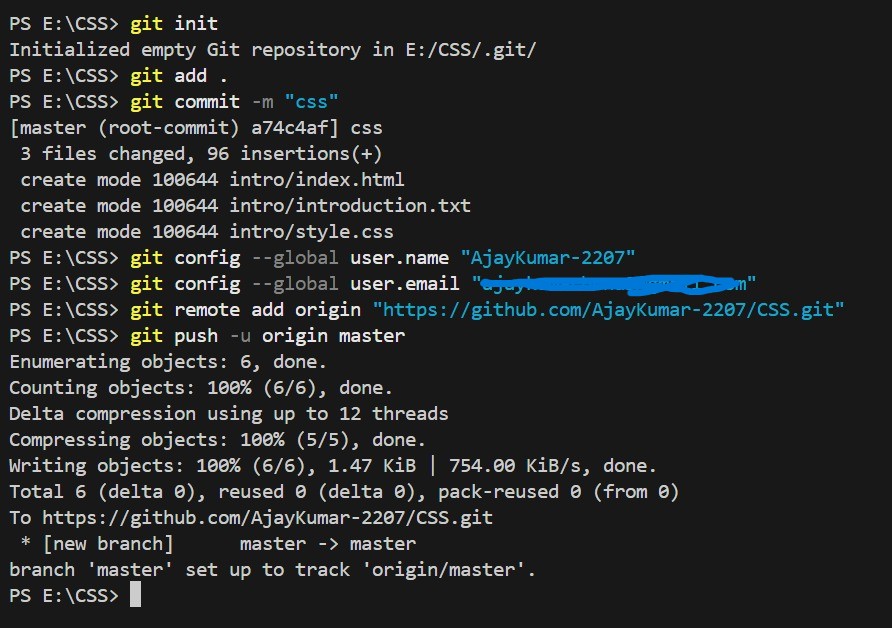 PS E:\CSS> git init
Initialized empty Git repository in E:/CSS/.git/
PS E:\CSS> git add .
PS E:\CSS> git commit -m "css"
[master (root-commit) a74c4af] css
 3 files changed, 96 insertions(+)
 create mode 100644 intro/index.html
 create mode 100644 intro/introduction.txt
 create mode 100644 intro/style.css
PS E:\CSS> git config --global user.name "AjayKumar-2207"
PS E:\CSS> git config --global user.email "
PS E:\CSS> git remote add origin "https://github.com/AjayKumar-2207/CSS.git"
PS E:\CSS> git push -u origin master
Enumerating objects: 6, done.
Counting objects: 100% (6/6), done.
Delta compression using up to 12 threads
Compressing objects: 100% (5/5), done.
Writing objects: 100% (6/6), 1.47 KiB | 754.00 KiB/s, done.
Total 6 (delta 0), reused 0 (delta 0), pack-reused 0 (from 0)
To https://github.com/AjayKumar-2207/CSS.git
 * [new branch]      master -> master
branch 'master' set up to track 'origin/master'.
PS E:\CSS>